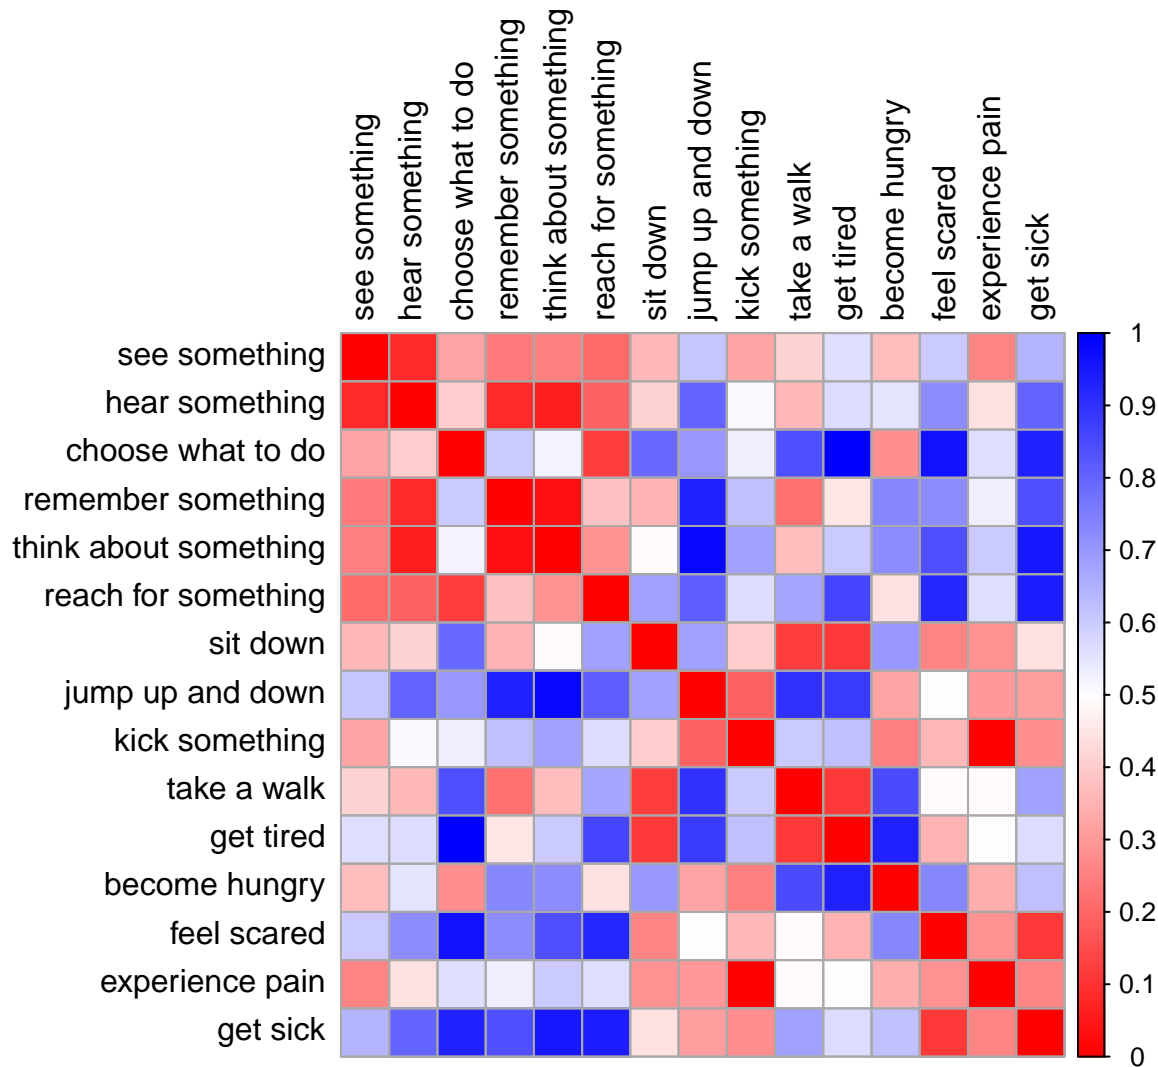 see something
hear something
choose what to do
remember something
think about something
reach for something
sit down
jump up and down
kick something
take a walk
get tired
become hungry
feel scared
experience pain
get sick
see something
hear something
choose what to do
remember something
think about something
reach for something
sit down
jump up and down
kick something
take a walk
get tired
become hungry
feel scared
experience pain
get sick
1
0.9
0.8
0.7
0.6
0.5
0.4
0.3
0.2
0.1
0